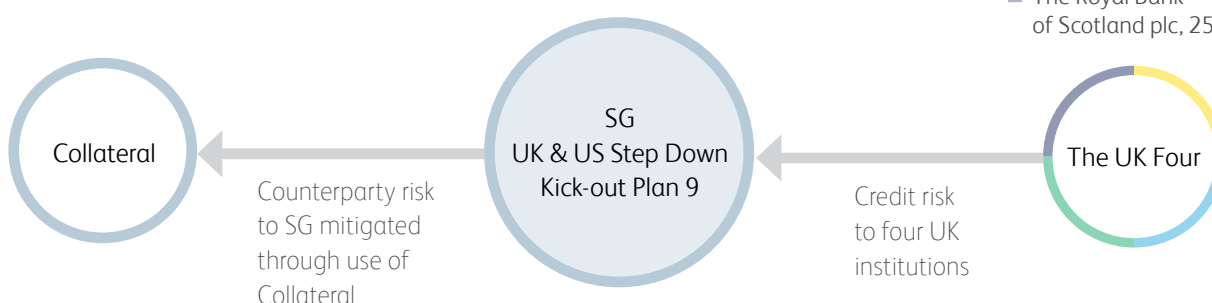 The Royal Bank
of Scotland plc, 25
Collateral
Counterparty risk
to SG mitigated
through use of
Collateral
SG
UK & US Step Down
Kick-out Plan 9
Credit risk
to four UK
institutions
The UK Four